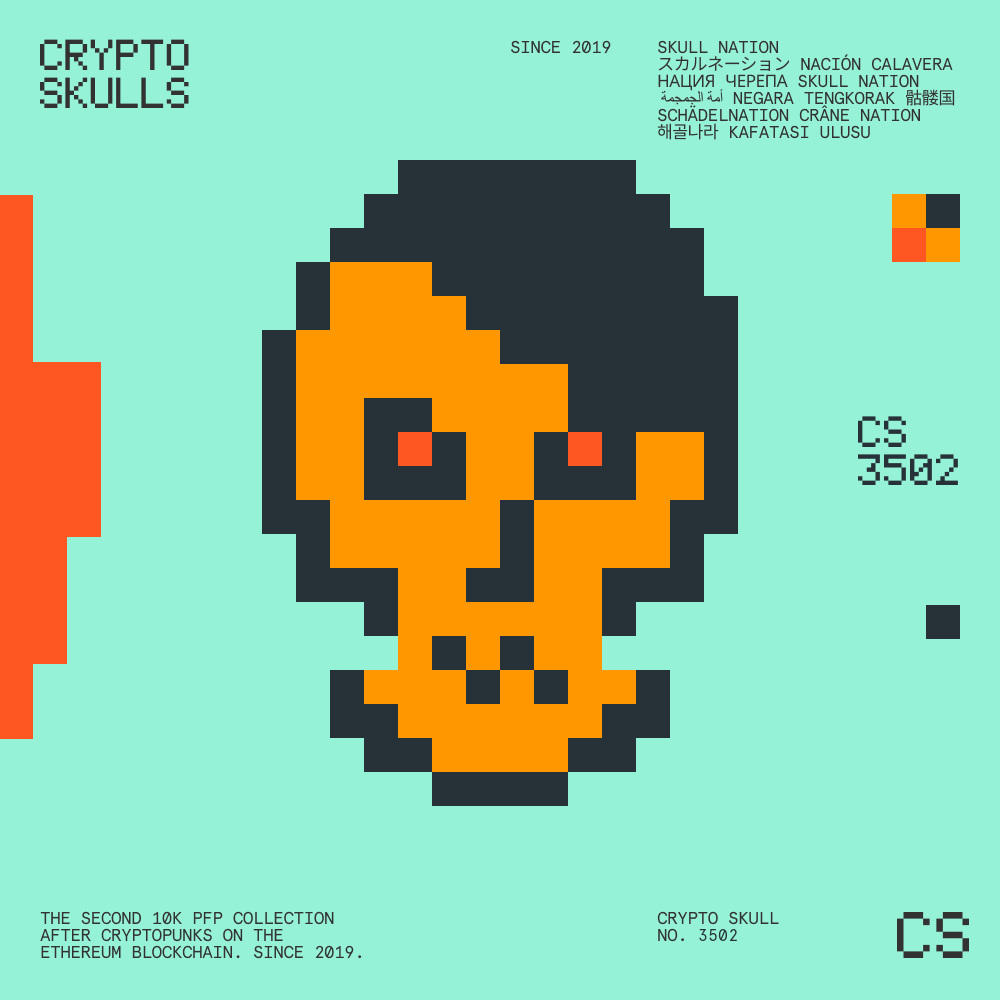 CRYPTO
SKULLS
SINCE 2019
SKULL NATION
スカルネーション NACIÓN CALAVERA
НАЦИЯ ЧЕРЕПА SKULL NATION
أمة الجمجمة NEGARA TENGKORAK 骷髅国
SCHÄDELNATION CRÂNE NATION
해골나라 KAFATASI ULUSU
CS
3502
THE SECOND 10K PFP COLLECTION
AFTER CRYPTOPUNKS ON THE
ETHEREUM BLOCKCHAIN. SINCE 2019.
CRYPTO SKULL
NO. 3502
CS